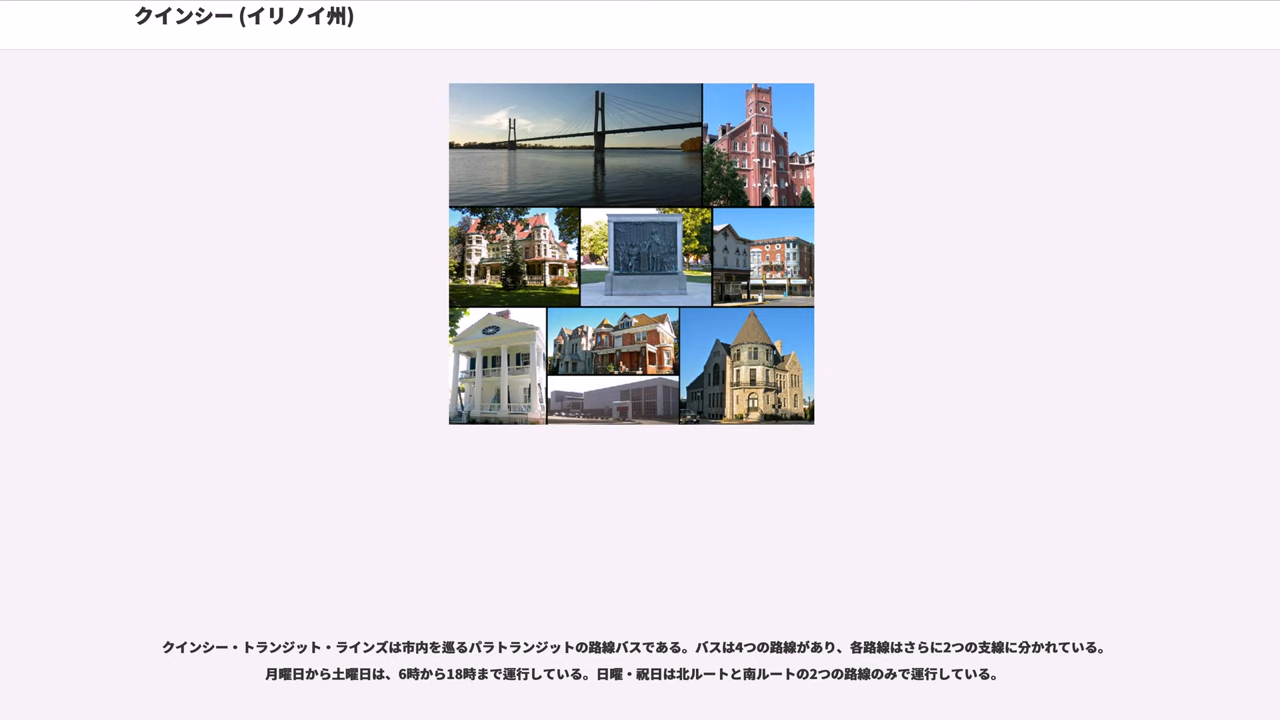 クインシー (イリノイ州)
クインシー・トランジット・ラインズは市内を巡るパラトランジットの路線バスである。バスは4つの路線があり、各路線はさらに2つの支線に分かれている。
月曜日から土曜日は、6時から18時まで運行している。日曜・祝日は北ルートと南ルートの2つの路線のみで運行している。